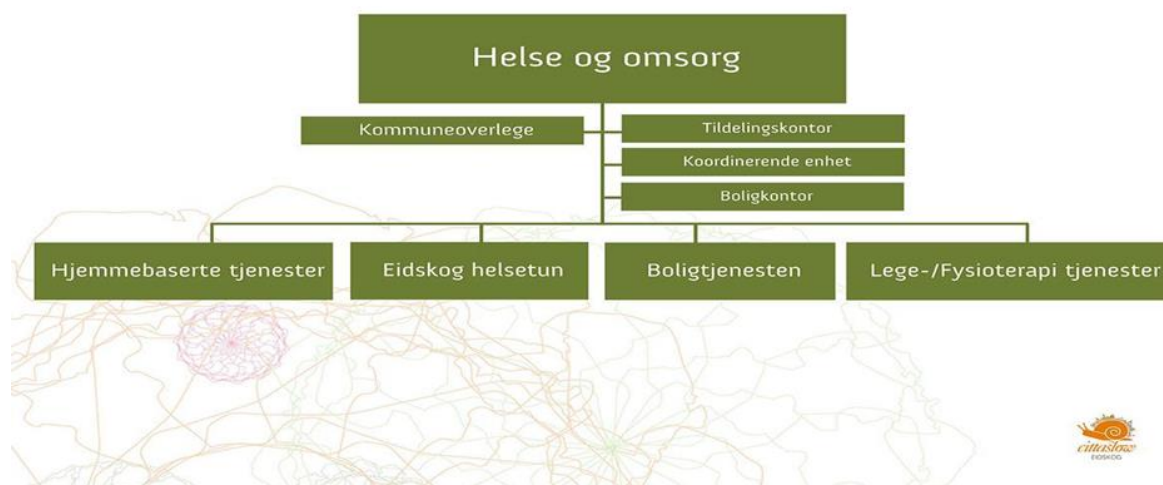 Helse og omsorg
Kommuneoverlege
Tildelingskontor
Koordinerende enhet
Boligkontor
Hjemmebaserte tjenester
Eidskog helsetun
Boligtjenesten
Lege-/Fysioterapi tjenester
cittaslow
EIDSKOG